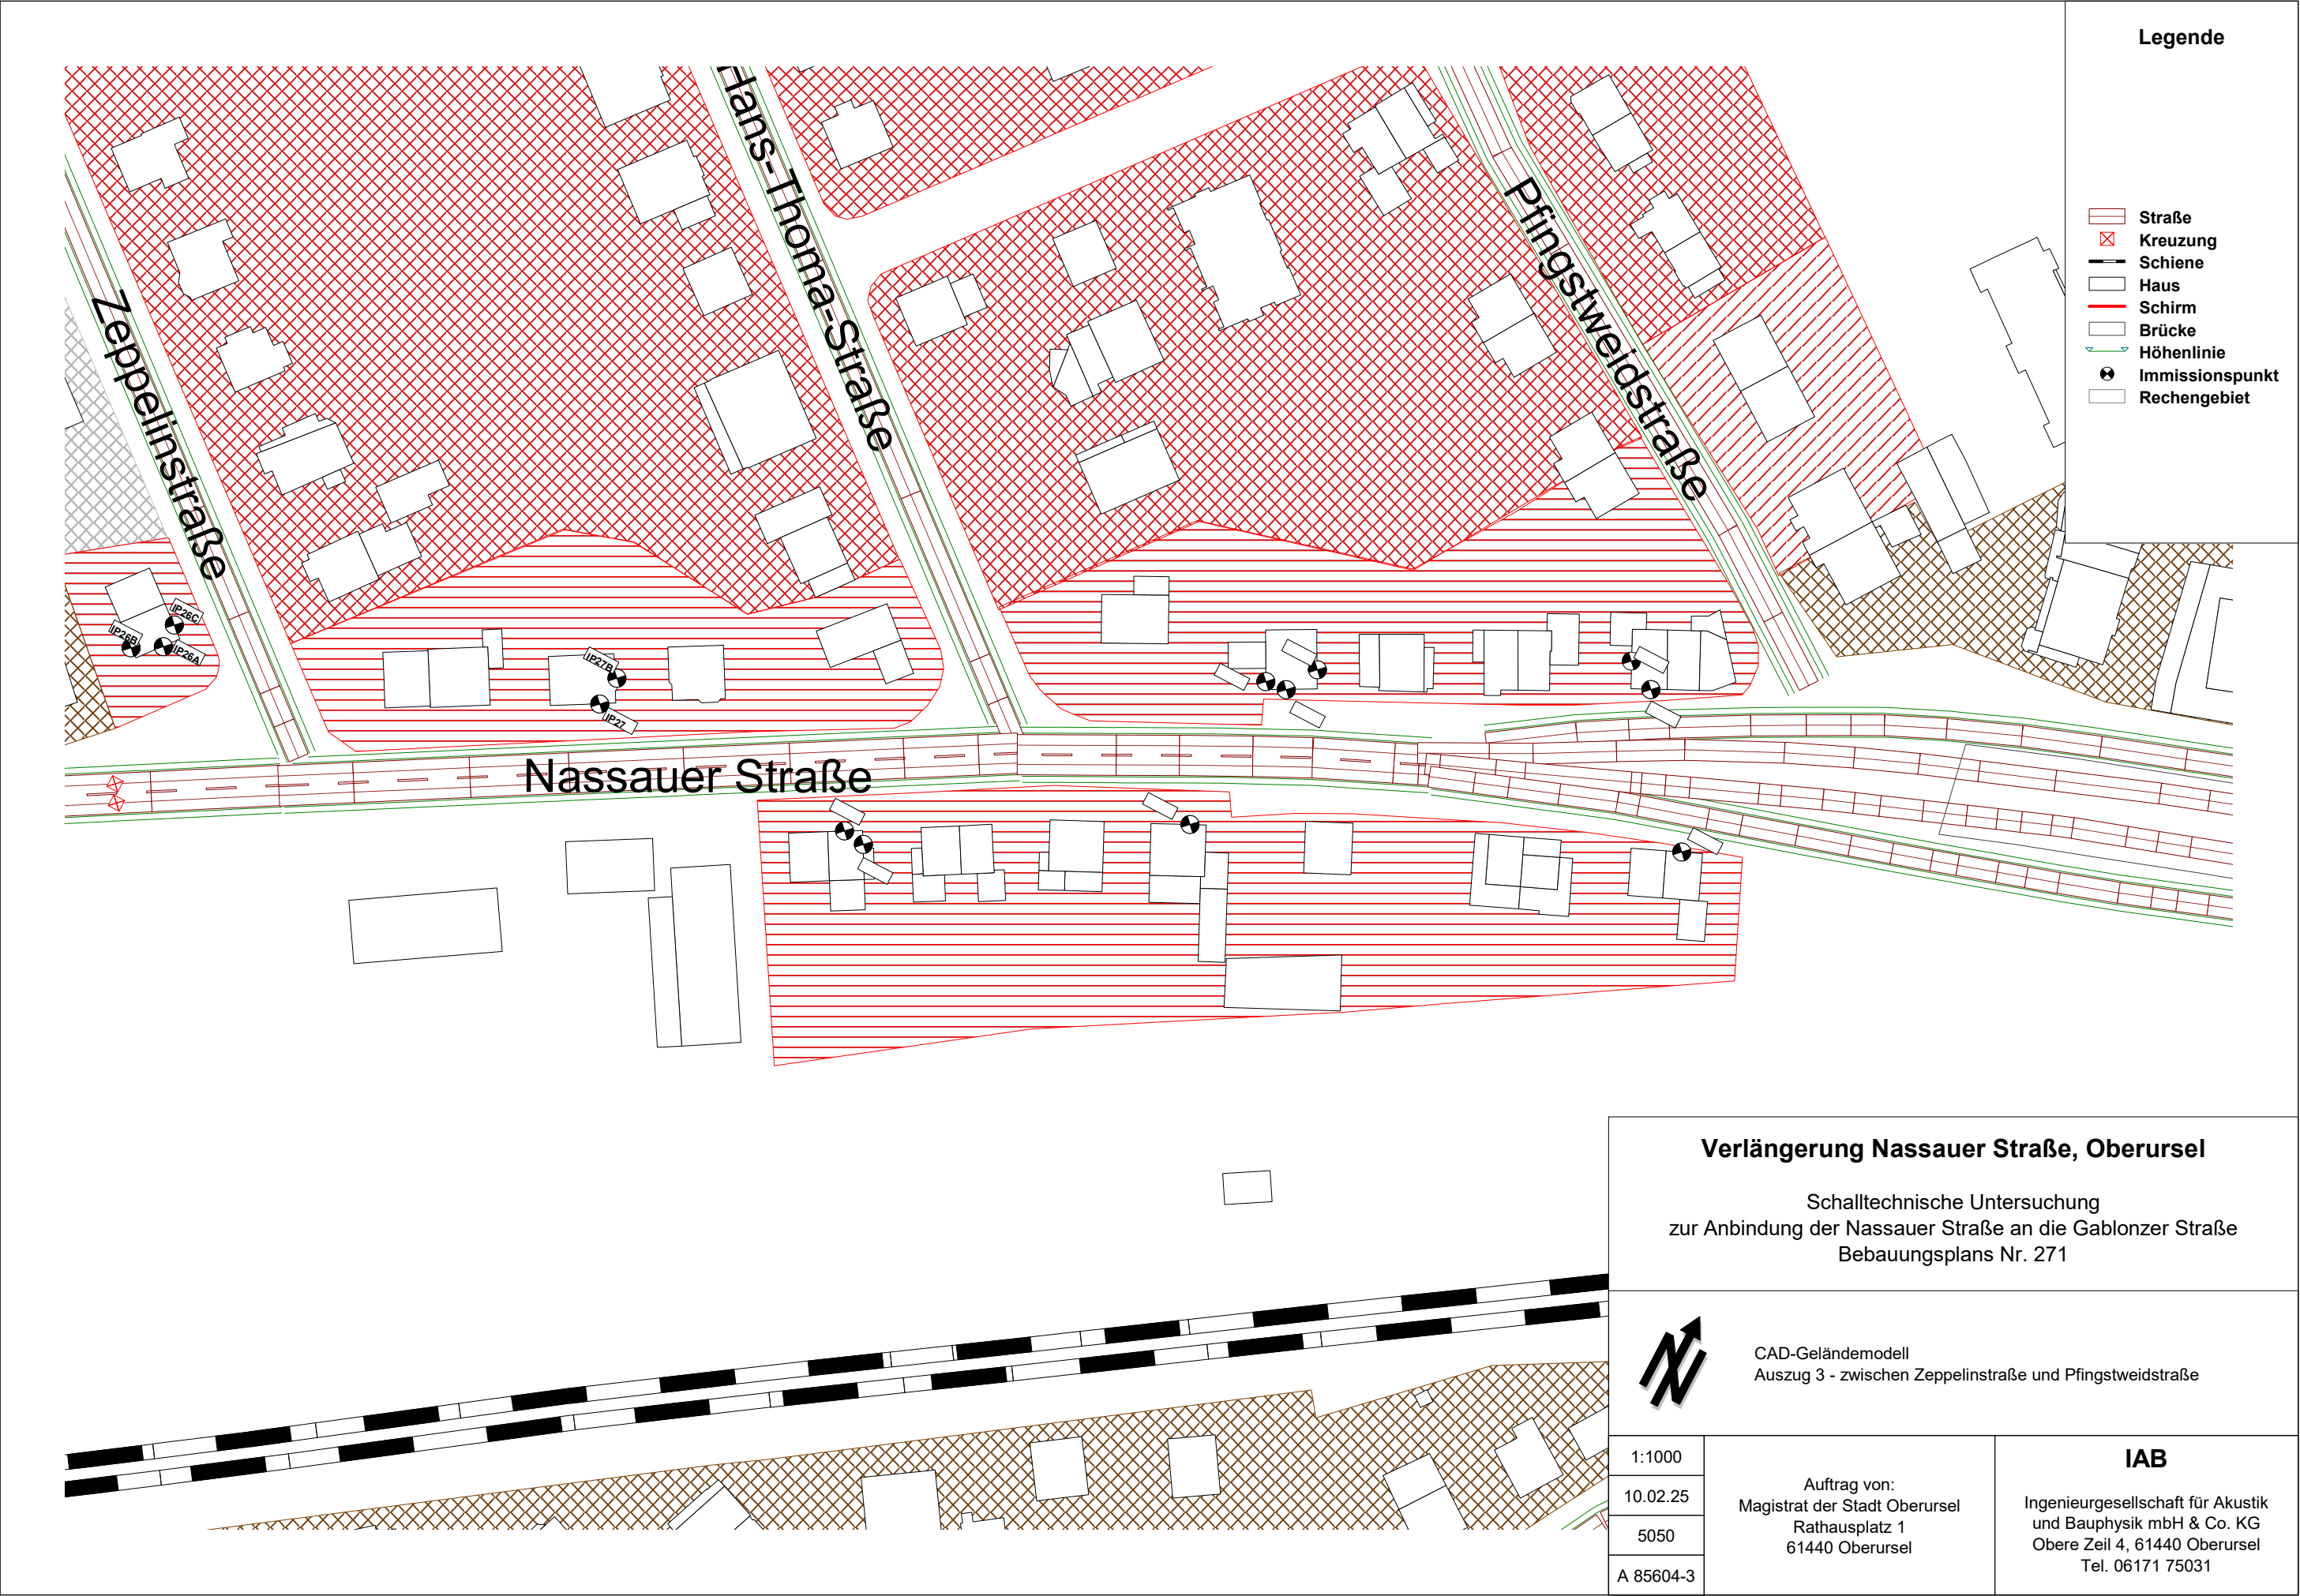 Legende
Straße
Kreuzung
Schiene
Haus
Schirm
Brücke
Höhenlinie
Immissionspunkt
Rechengebiet
Zeppelinstraße
Hans-Thoma-Straße
Pfingstweidstraße
Nassauer Straße
IP26C
IP26B
IP26A
IP27B
IP27
Verlängerung Nassauer Straße, Oberursel
Schalltechnische Untersuchung
zur Anbindung der Nassauer Straße an die Gablonzer Straße
Bebauungsplans Nr. 271
CAD-Geländemodell
Auszug 3 - zwischen Zeppelinstraße und Pfingstweidstraße
1:1000
10.02.25
5050
A 85604-3
Auftrag von:
Magistrat der Stadt Oberursel
Rathausplatz 1
61440 Oberursel
IAB
Ingenieurgesellschaft für Akustik
und Bauphysik mbH & Co. KG
Obere Zeil 4, 61440 Oberursel
Tel. 06171 75031